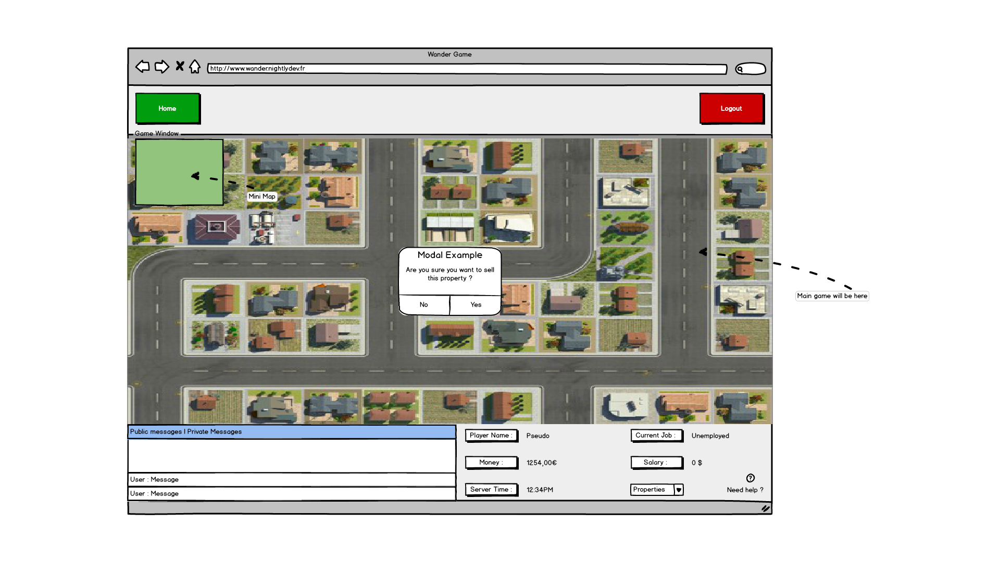 Wander Game
http://www.wander.nightlydev.fr
Home
Logout
Game Window
Mini Map
Modal Example
Are you sure you want to sell
this property ?
No
Yes
Main game will be here
Public messages | Private Messages
User : Message
User : Message
Player Name :
Pseudo
Current Job :
Unemployed
Money :
1254,00€
Salary :
0 $
Server Time :
12:34PM
Properties
?
Need help ?